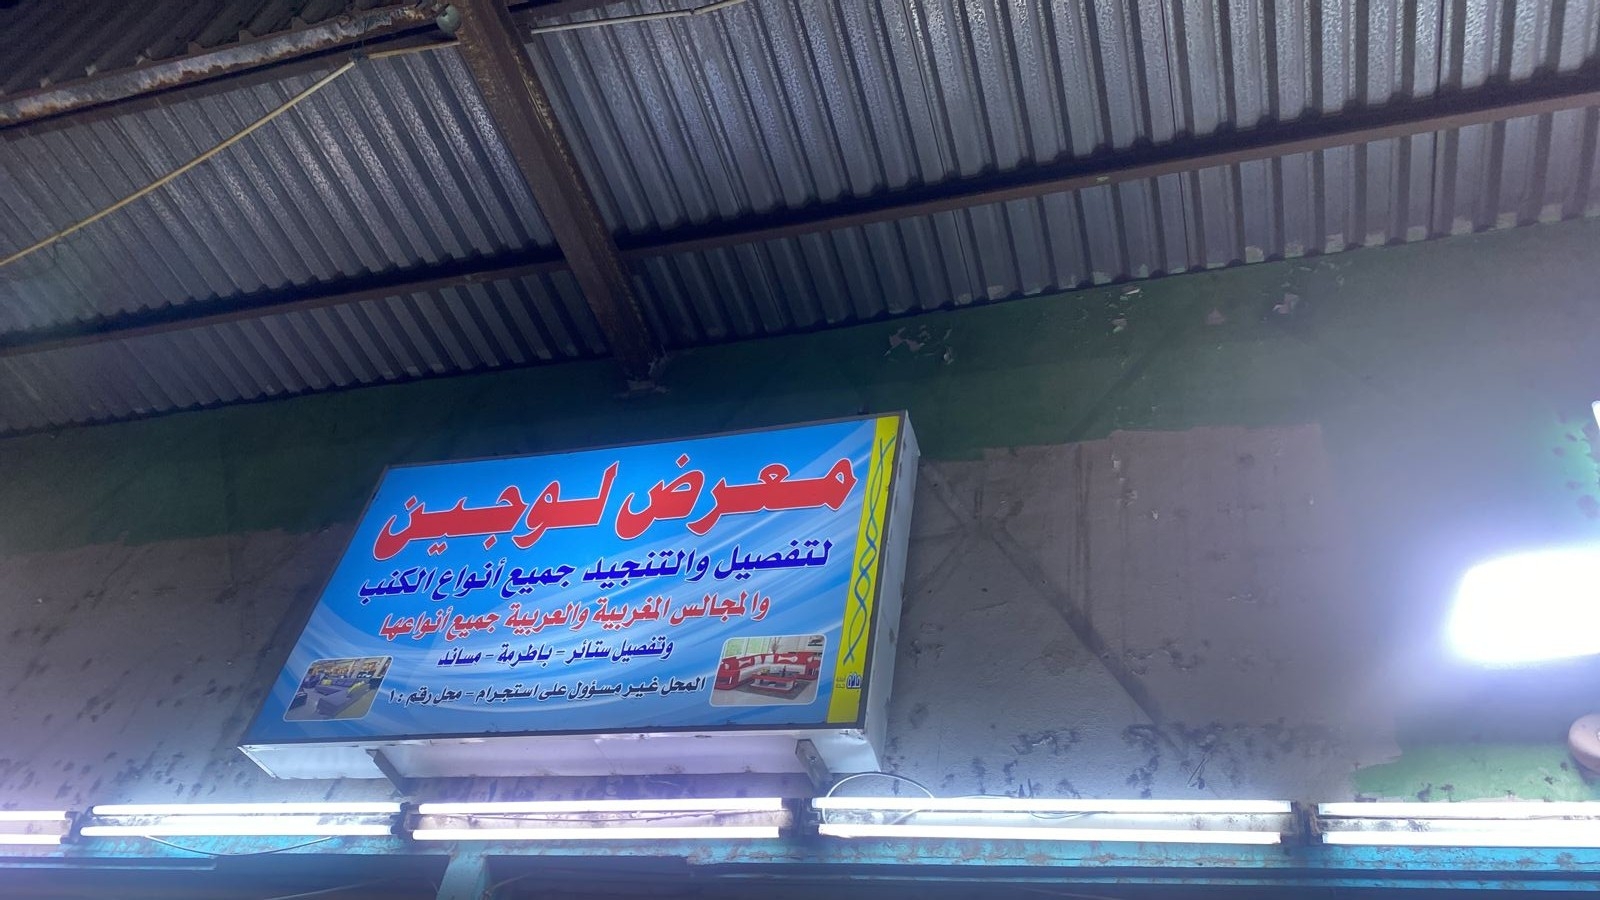 معرض لوجين
لتفصيل والتنجيد جميع أنواع الكنب
والمجالس المغربية والعربية جميع أنواعها
وتفصيل ستائر - باطرمة - مساند
المحل غير مسؤول على استجرام - محل رقم : ١